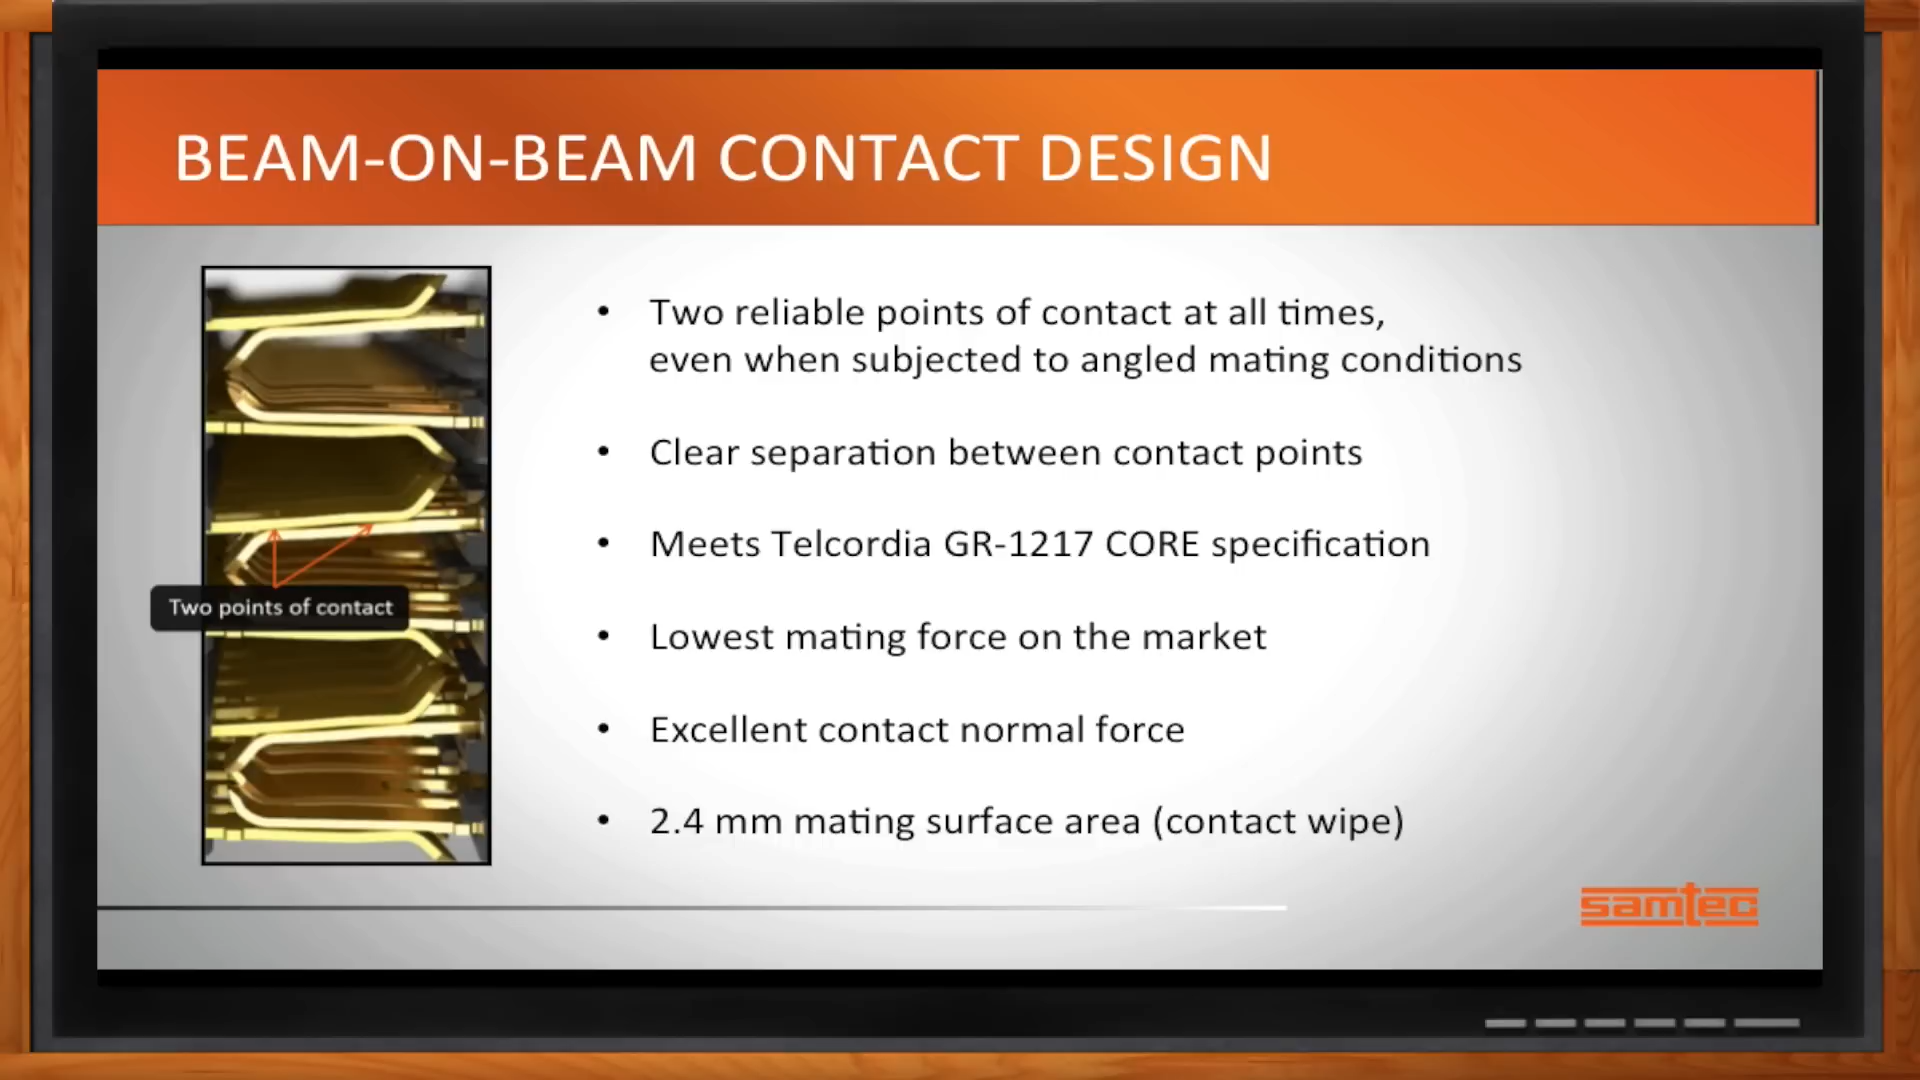 BEAM-ON-BEAM CONTACT DESIGN
Two points of contact
• Two reliable points of contact at all times,
even when subjected to angled mating conditions
• Clear separation between contact points
• Meets Telcordia GR-1217 CORE specification
• Lowest mating force on the market
• Excellent contact normal force
• 2.4 mm mating surface area (contact wipe)
samtec